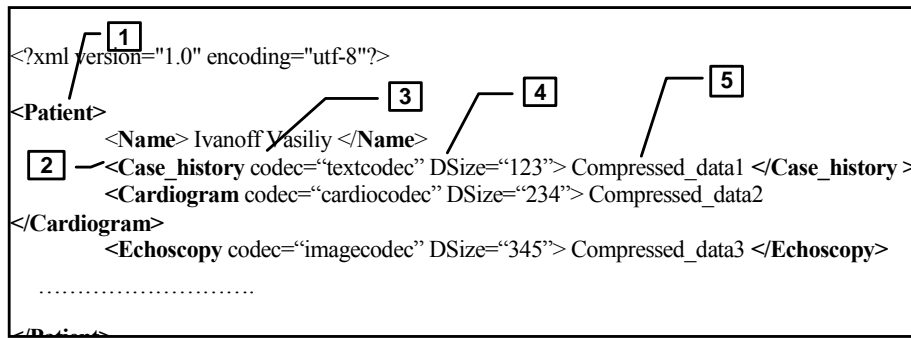 1
<?xml version="1.0" encoding="utf-8"?>
3
4
5
<Patient>
<Name> Ivanoff Vasiliy </Name>
2
<Case_history codec=“textcodec” DSize=“123”> Compressed_data1 </Case_history >
<Cardiogram codec=“cardiocodec” DSize=“234”> Compressed_data2
</Cardiogram>
<Echoscopy codec=“imagecodec” DSize=“345”> Compressed_data3 </Echoscopy>
……………………….
</Patient>